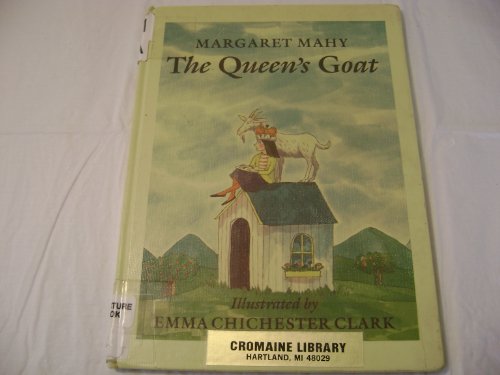 MARGARET MAHY
The Queen's Goat
Illustrated by
EMMA CHICHESTER CLARK
CROMAINE LIBRARY
HARTLAND, MI 48029